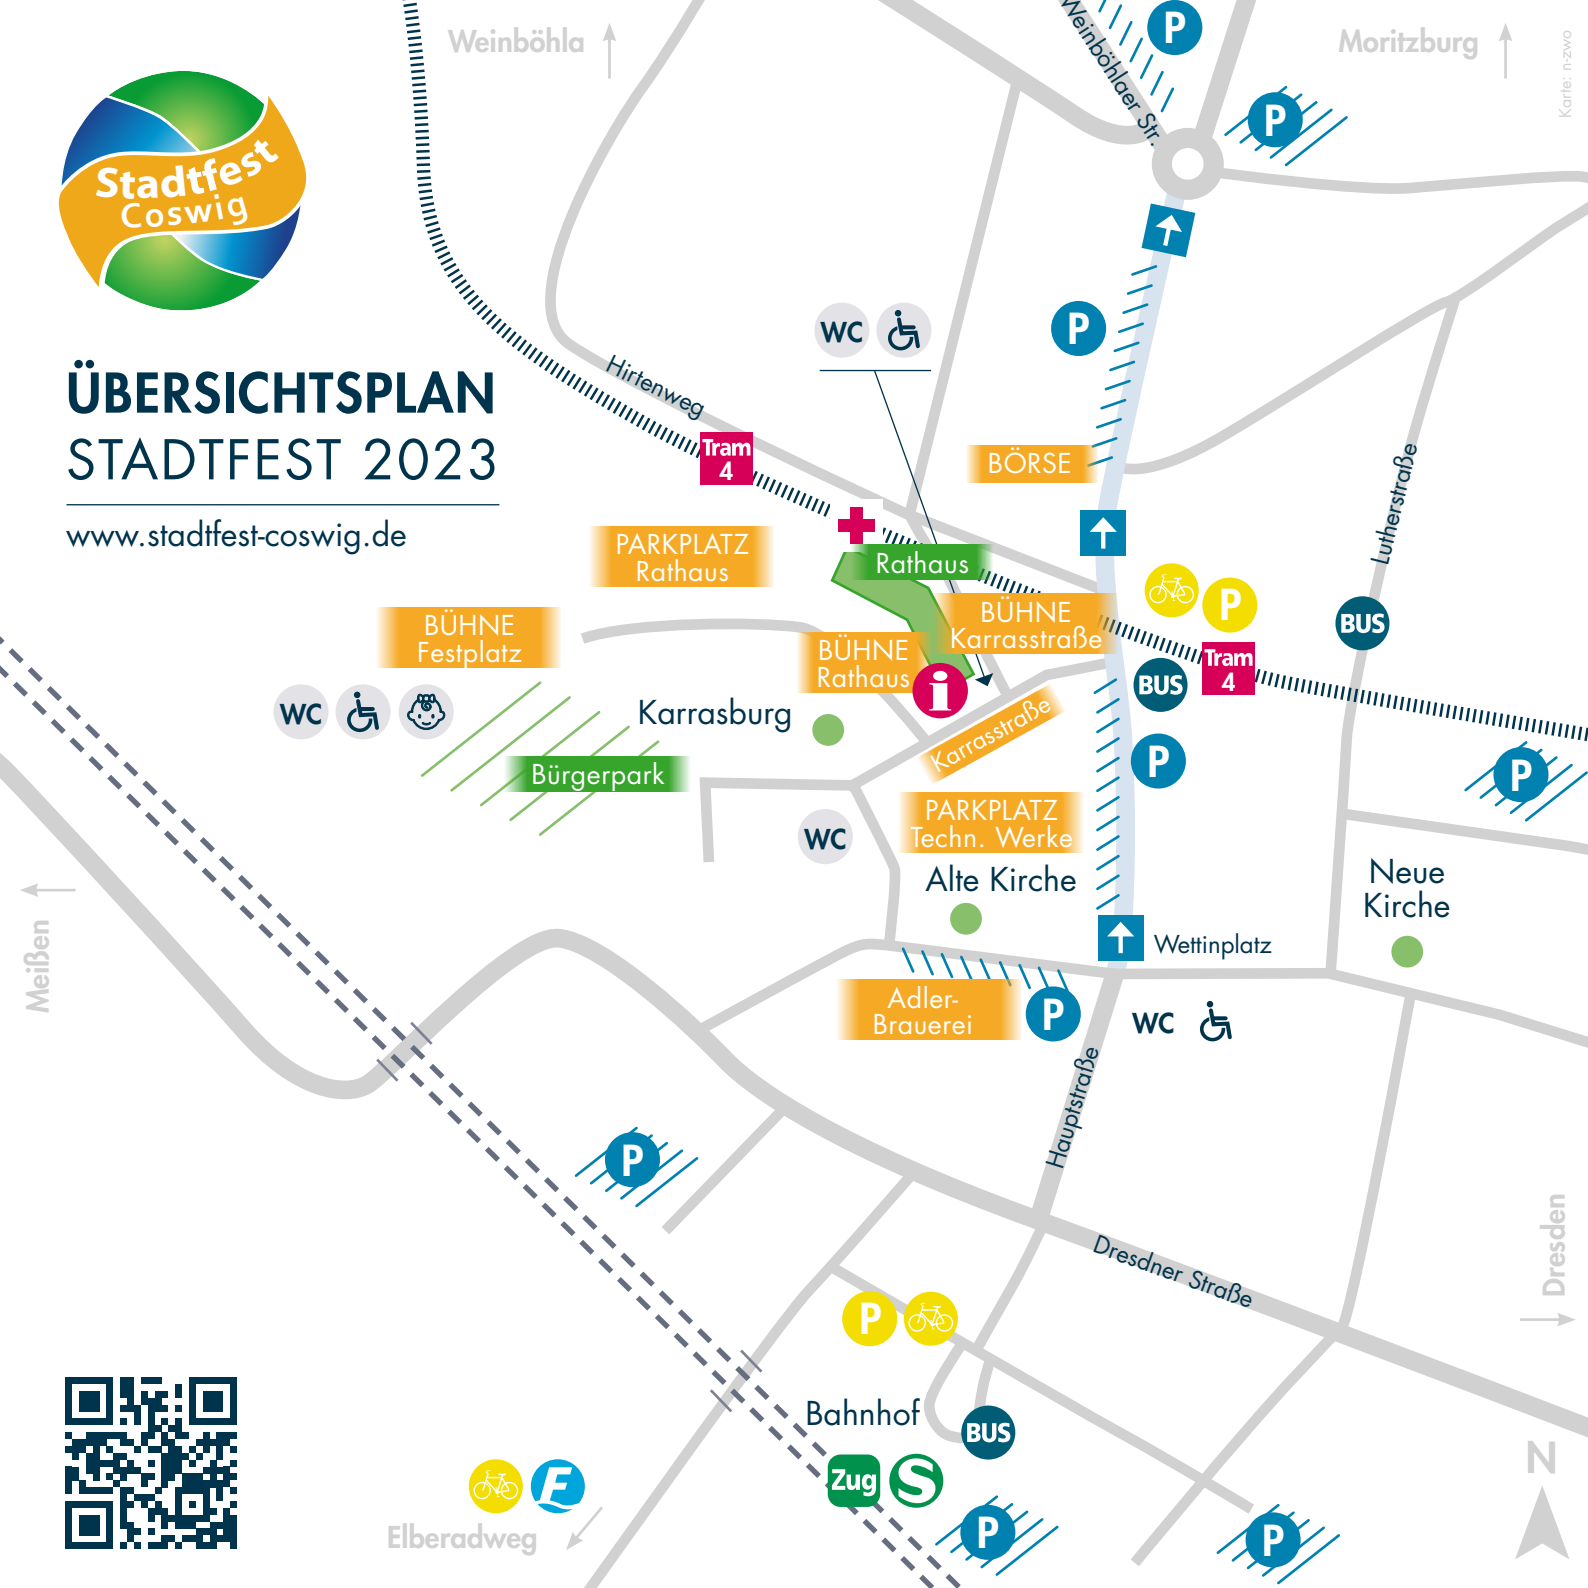 Weinböhla
Moritzburg
Karte: n-zwo
Weinböhlaer Str.
P
P
Stadtfest
Coswig
ÜBERSICHTSPLAN
STADTFEST 2023
www.stadtfest-coswig.de
WC
P
Hirtenweg
Tram
4
BÖRSE
Lutherstraße
PARKPLATZ
Rathaus
Rathaus
BÜHNE
Festplatz
BÜHNE
Karrasstraße
BÜHNE
Rathaus
P
BUS
Tram
4
BUS
WC
Karrasburg
i
Karrasstraße
Bürgerpark
P
P
PARKPLATZ
Techn. Werke
WC
Alte Kirche
Neue
Kirche
Meißen
Wettinplatz
Adler-
Brauerei
P
WC
Hauptstraße
P
Dresdner Straße
Dresden
P
Bahnhof
BUS
Zug
S
F
Elberadweg
P
P
N